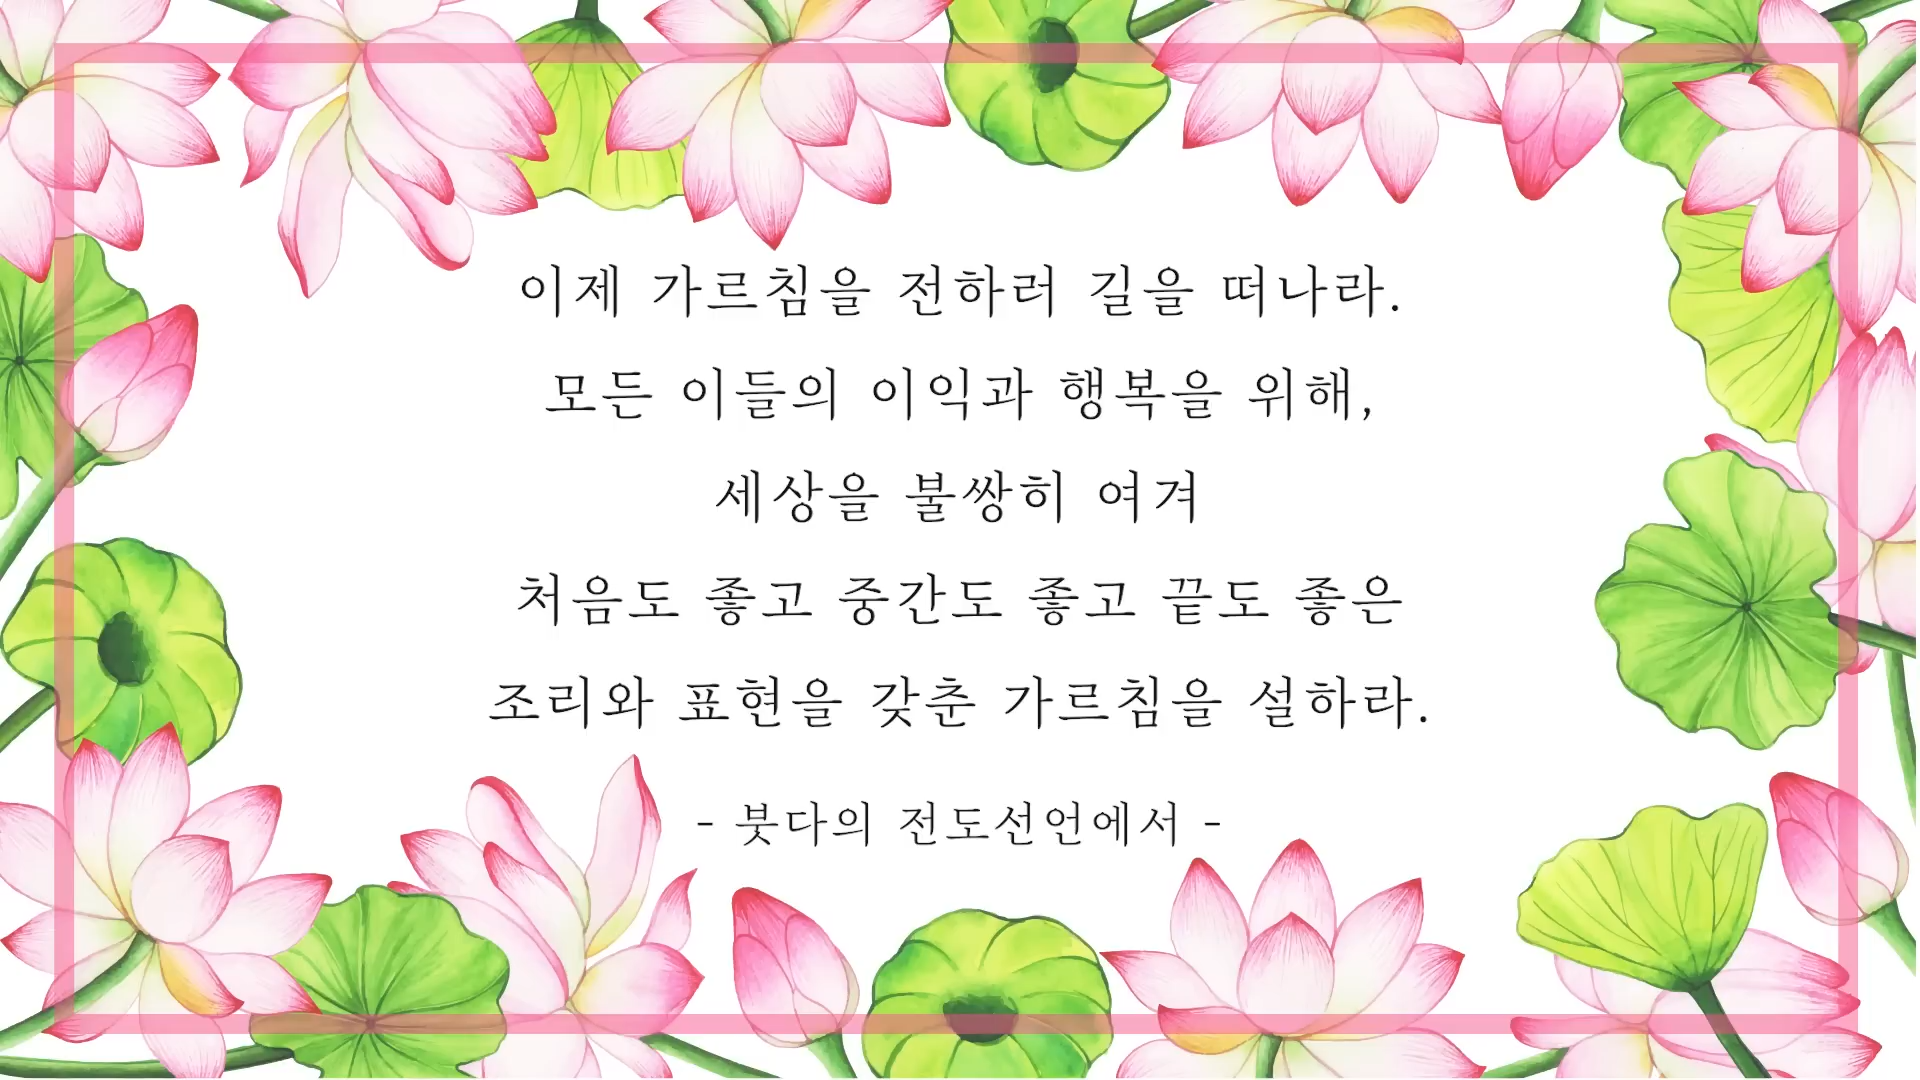 이제 가르침을 전하러 길을 떠나라.
모든 이들의 이익과 행복을 위해,
세상을 불쌍히 여겨
처음도 좋고 중간도 좋고 끝도 좋은
조리와 표현을 갖춘 가르침을 설하라.
- 붓다의 전도선언에서 -